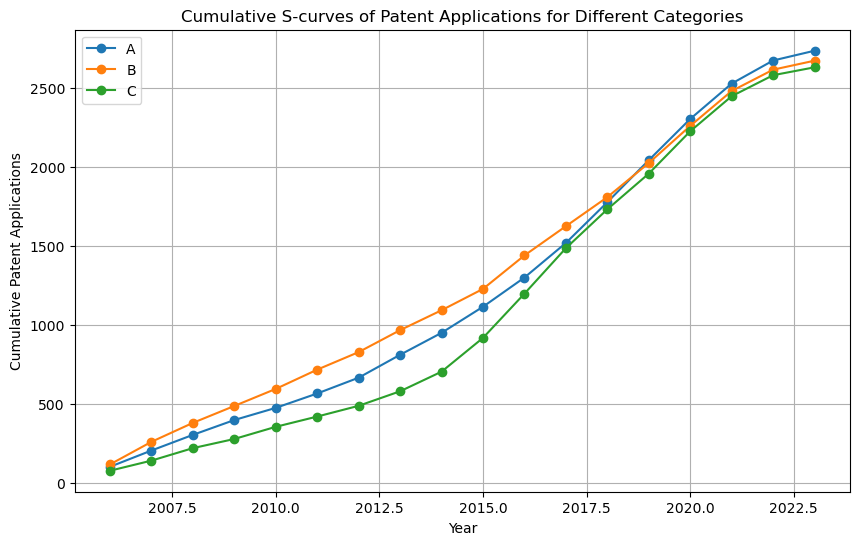 Cumulative S-curves of Patent Applications for Different Categories
A
B
C
Cumulative Patent Applications
2500
2000
1500
1000
500
0
2007.5 2010.0 2012.5 2015.0 2017.5 2020.0 2022.5
Year